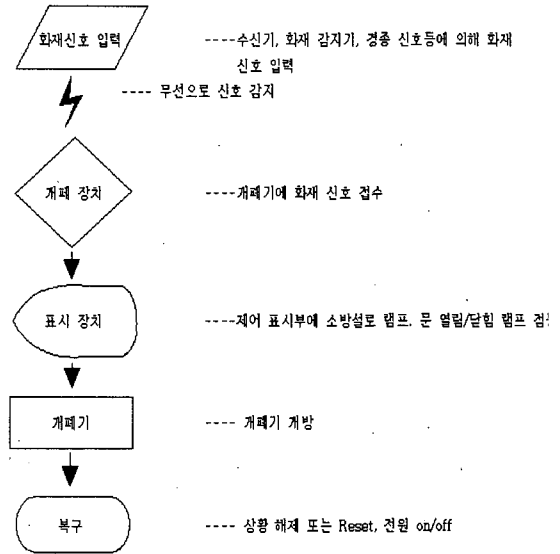 화재신호 입력
----수신기, 화재 감지기, 경종 신호등에 의해 화재
신호 입력
---- 무선으로 신호 감지
개폐 장치
----개폐기에 화재 신호 접수
표시 장치
----제어 표시부에 소방설로 램프. 문 열림/닫힘 램프
개폐기
---- 개폐기 개방
복구
---- 상황 해제 또는 Reset, 전원 on/off